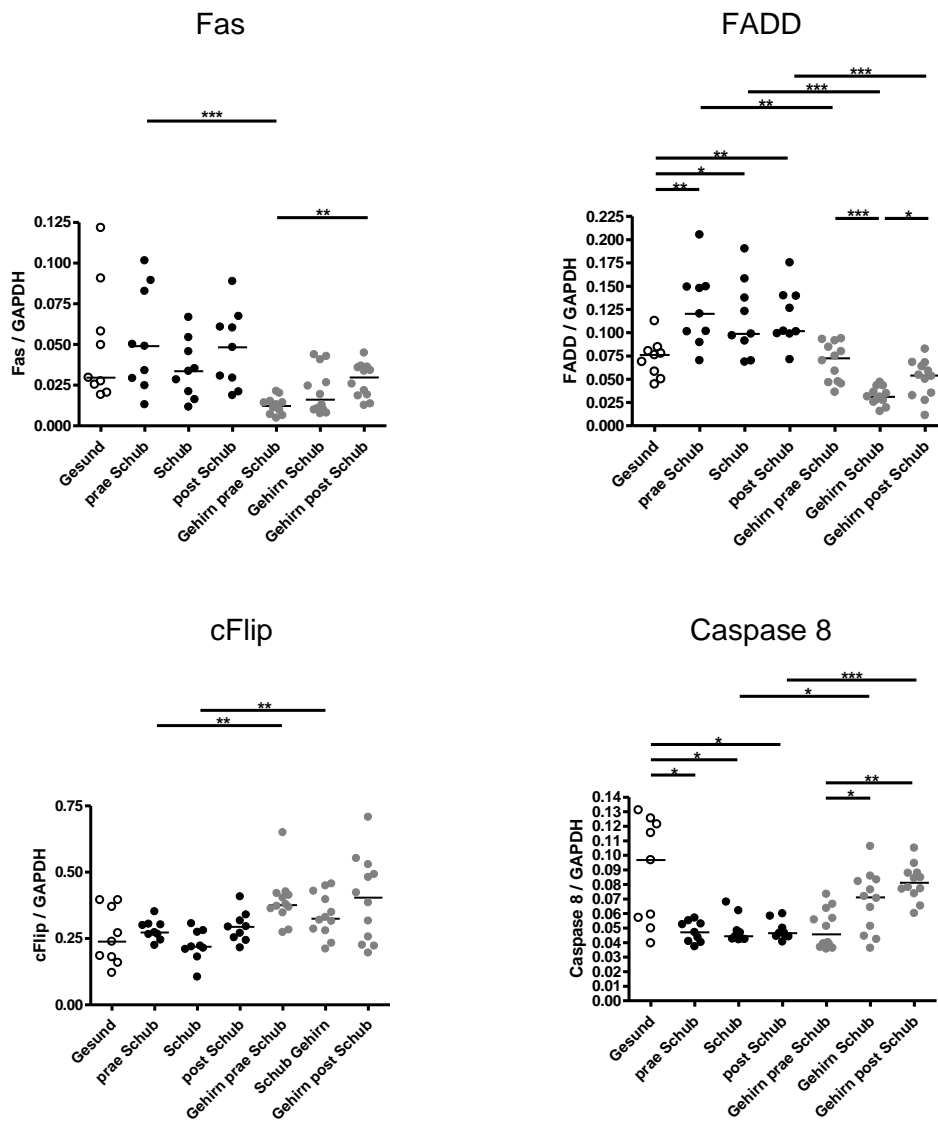 Fas
***
**
0.125
0.100
0.075
0.050
0.025
0.000
Fas / GAPDH
Gesund
prae Schub
Schub
post Schub
Gehirn prae Schub
Gehirn Schub
Gehirn post Schub
FADD
***
***
**
**
*
**
***
*
0.225
0.200
0.175
0.150
0.125
0.100
0.075
0.050
0.025
0.000
FADD / GAPDH
Gesund
prae Schub
Schub
post Schub
Gehirn prae Schub
Gehirn Schub
Gehirn post Schub
cFlip
**
**
0.75
0.50
0.25
0.00
cFlip / GAPDH
Gesund
prae Schub
Schub
post Schub
Gehirn prae Schub
Schub Gehirn
Gehirn post Schub
Caspase 8
***
*
*
*
*
**
*
0.14
0.13
0.12
0.11
0.10
0.09
0.08
0.07
0.06
0.05
0.04
0.03
0.02
0.01
0.00
Caspase 8 / GAPDH
Gesund
prae Schub
Schub
post Schub
Gehirn prae Schub
Gehirn Schub
Gehirn post Schub